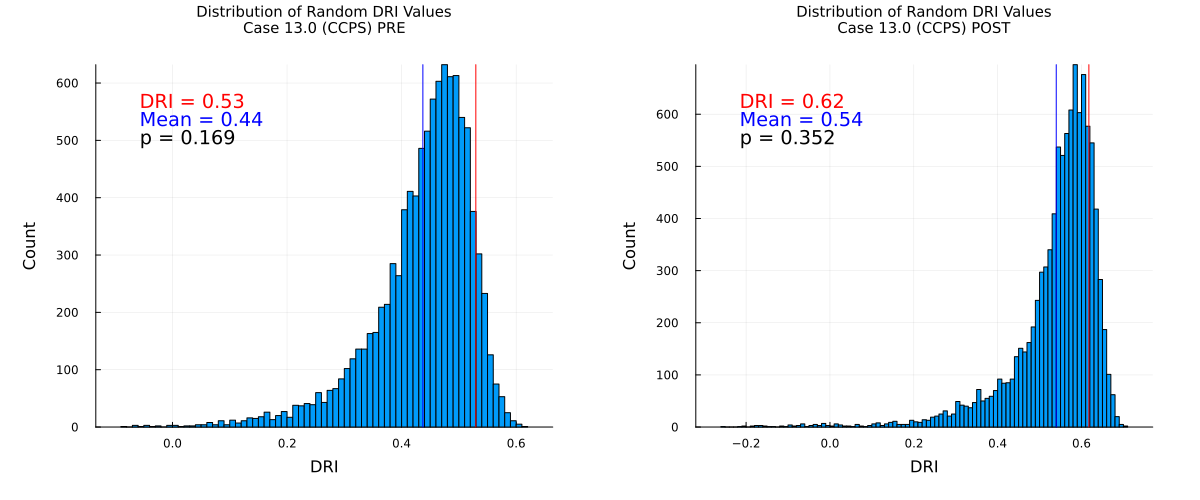 Distribution of Random DRI Values
Case 13.0 (CCPS) PRE
DRI = 0.53
Mean = 0.44
p = 0.169
Count
600
500
400
300
200
100
0
0.0 0.2 0.4 0.6
DRI
Distribution of Random DRI Values
Case 13.0 (CCPS) POST
DRI = 0.62
Mean = 0.54
p = 0.352
Count
600
500
400
300
200
100
0
−0.2 0.0 0.2 0.4 0.6
DRI